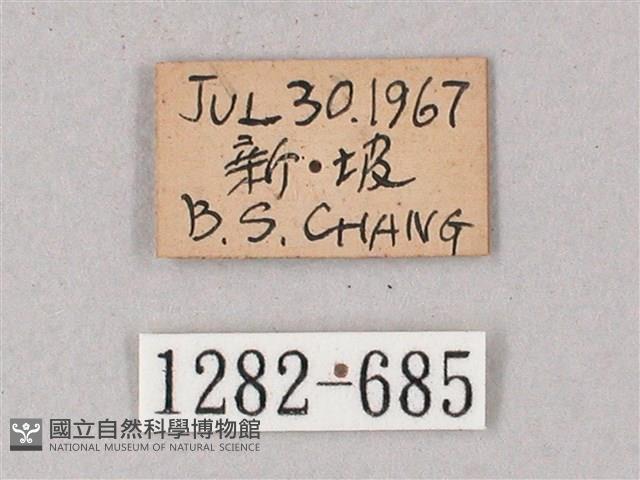 JUL 30.1967
新·坡
B.S. CHANG
1282-685
國立自然科學博物館
NATIONAL MUSEUM OF NATURAL SCIENCE